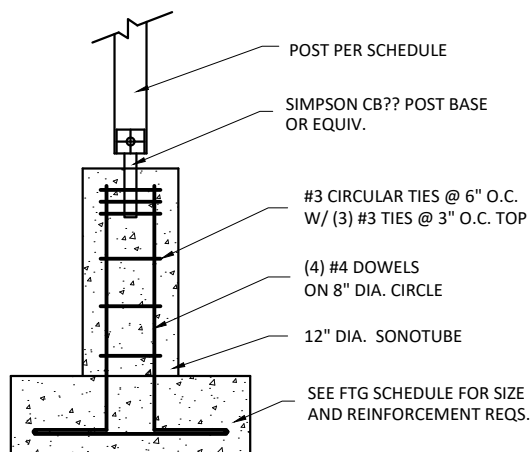 POST PER SCHEDULE
SIMPSON CB?? POST BASE
OR EQUIV.
#3 CIRCULAR TIES @ 6" O.C.
W/ (3) #3 TIES @ 3" O.C. TOP
(4) #4 DOWELS
ON 8" DIA. CIRCLE
12" DIA. SONOTUBE
SEE FTG SCHEDULE FOR SIZE
AND REINFORCEMENT REQS.